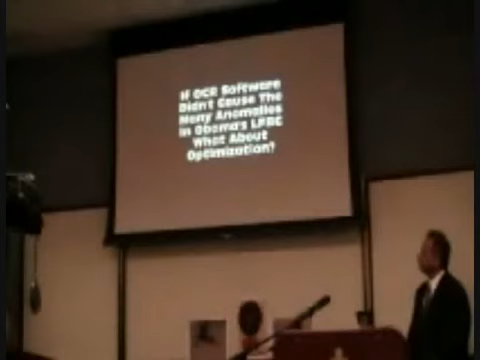 If OCR Software
Didn't Cause The
Many Anomalies
in Obama's LFBC
What About
Optimization?